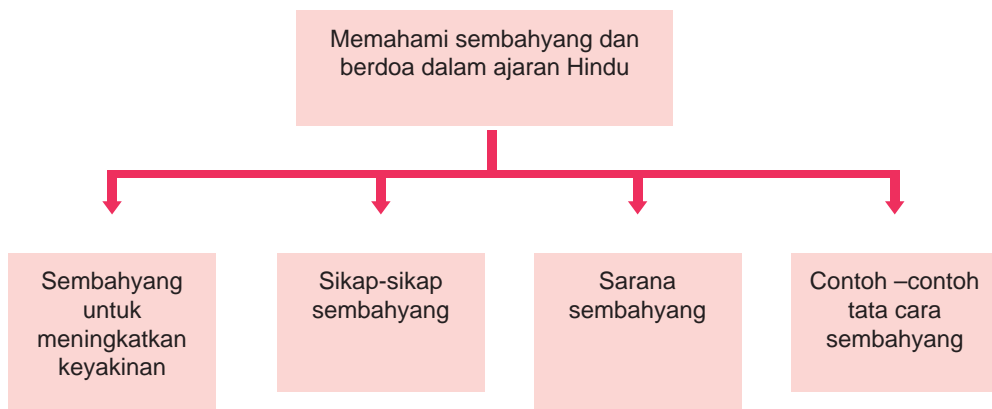 Memahami sembahyang dan
berdoa dalam ajaran Hindu
Sembahyang
untuk
meningkatkan
keyakinan
Sikap-sikap
sembahyang
Sarana
sembahyang
Contoh –contoh
tata cara
sembahyang